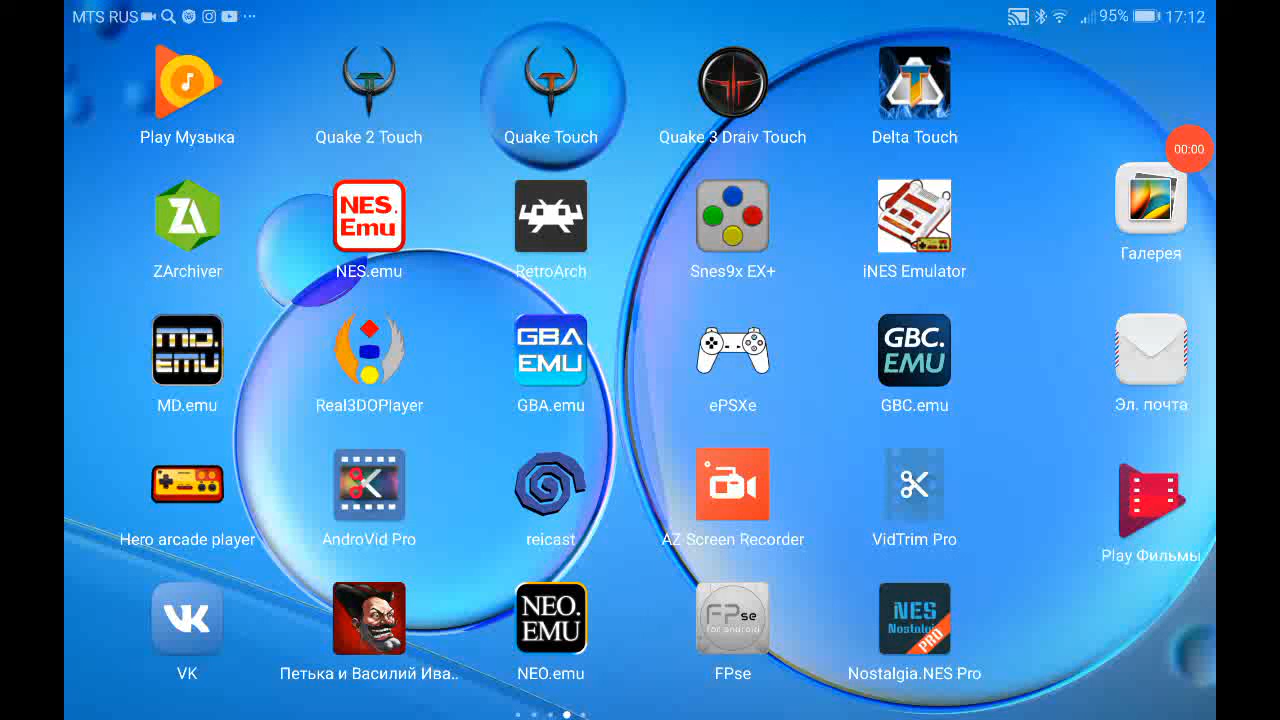 MTS RUS
95% 17:12
Play Музыка
Quake 2 Touch
Quake Touch
Quake 3 Draiv Touch
Delta Touch
00:00
ZA
ZArchiver
NES.
Emu
NES.emu
RetroArch
Snes9x EX+
iNES Emulator
Галерея
MD.
EMU
MD.emu
Real3DOPlayer
GBA
EMU
GBA.emu
ePSXe
GBC.
EMU
GBC.emu
Эл. почта
Hero arcade player
AndroVid Pro
reicast
AZ Screen Recorder
VidTrim Pro
Play Фильмы
VK
Петька и Василий Ива..
NEO.
EMU
NEO.emu
FPse
for android
FPse
NES
Nostalgia
PRO
Nostalgia.NES Pro